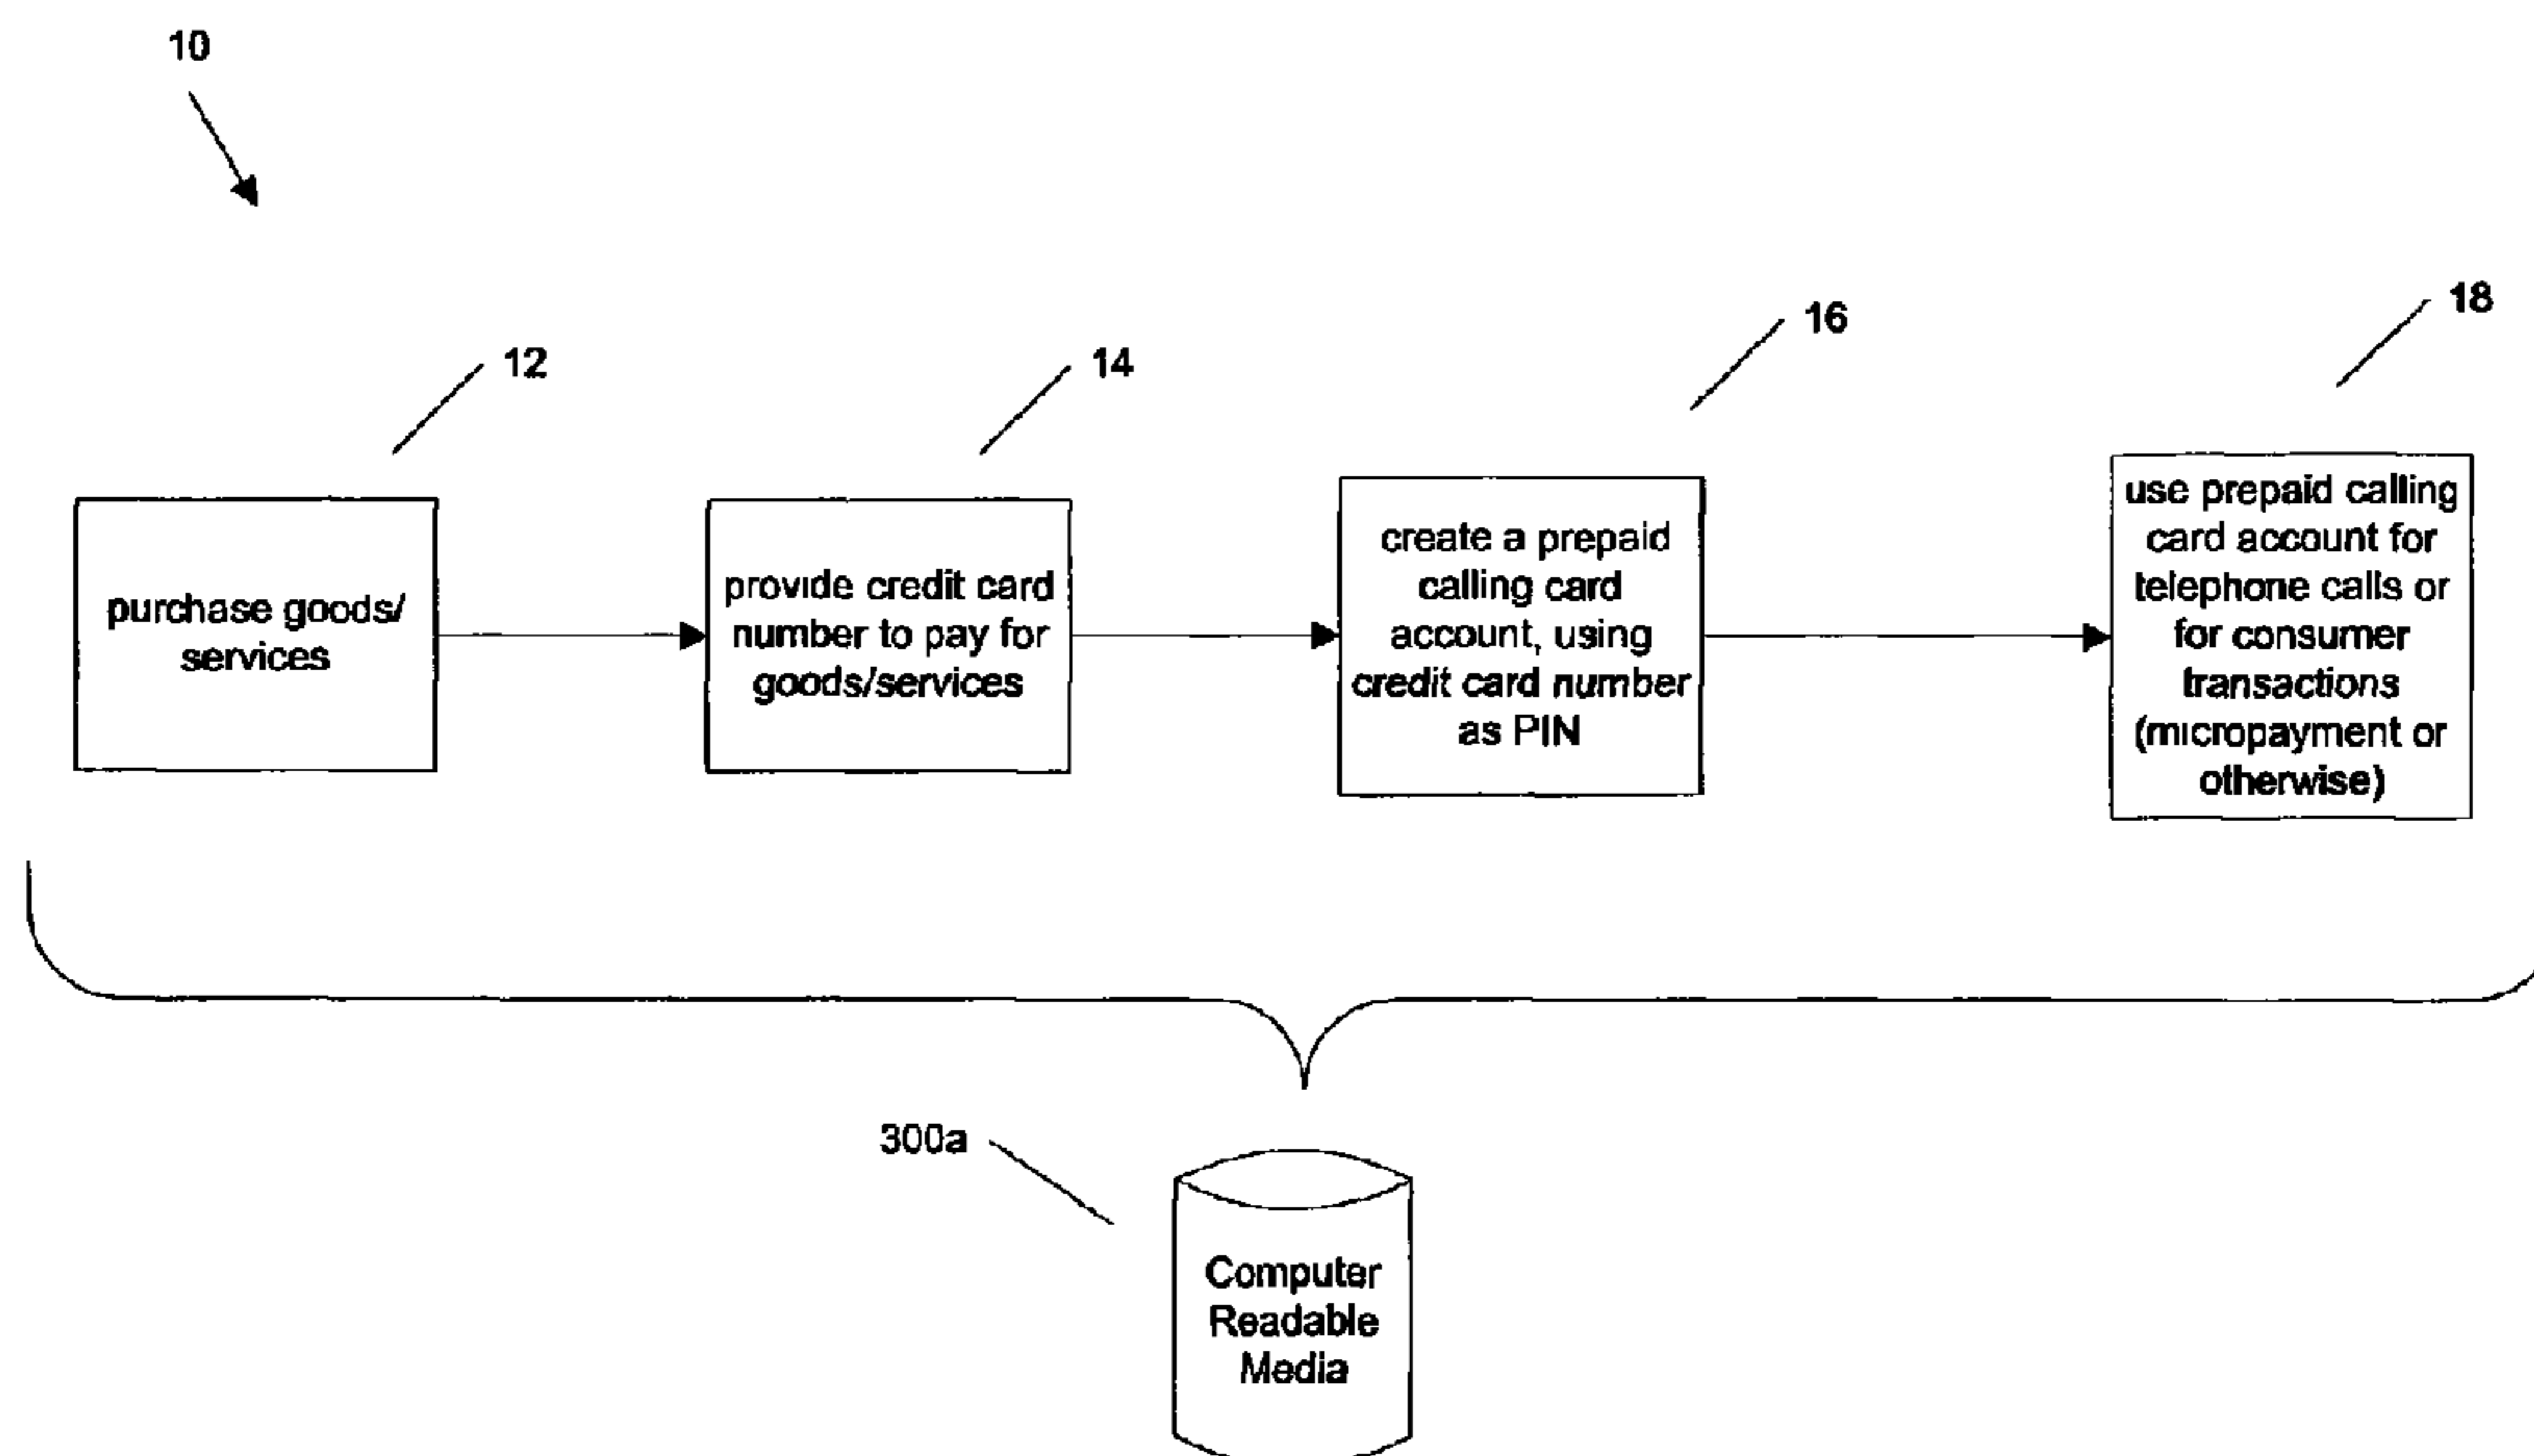 10
12
14
16
18
purchase goods/
services
provide credit card
number to pay for
goods/services
create a prepaid
calling card
account, using
credit card number
as PIN
use prepaid calling
card account for
telephone calls or
for consumer
transactions
(micropayment or
otherwise)
300a
Computer
Readable
Media